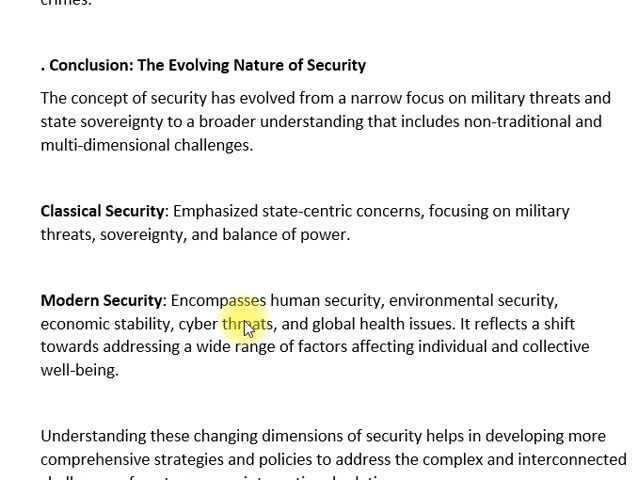 crimes.
. Conclusion: The Evolving Nature of Security
The concept of security has evolved from a narrow focus on military threats and
state sovereignty to a broader understanding that includes non-traditional and
multi-dimensional challenges.
Classical Security: Emphasized state-centric concerns, focusing on military
threats, sovereignty, and balance of power.
Modern Security: Encompasses human security, environmental security,
economic stability, cyber threats, and global health issues. It reflects a shift
towards addressing a wide range of factors affecting individual and collective
well-being.
Understanding these changing dimensions of security helps in developing more
comprehensive strategies and policies to address the complex and interconnected